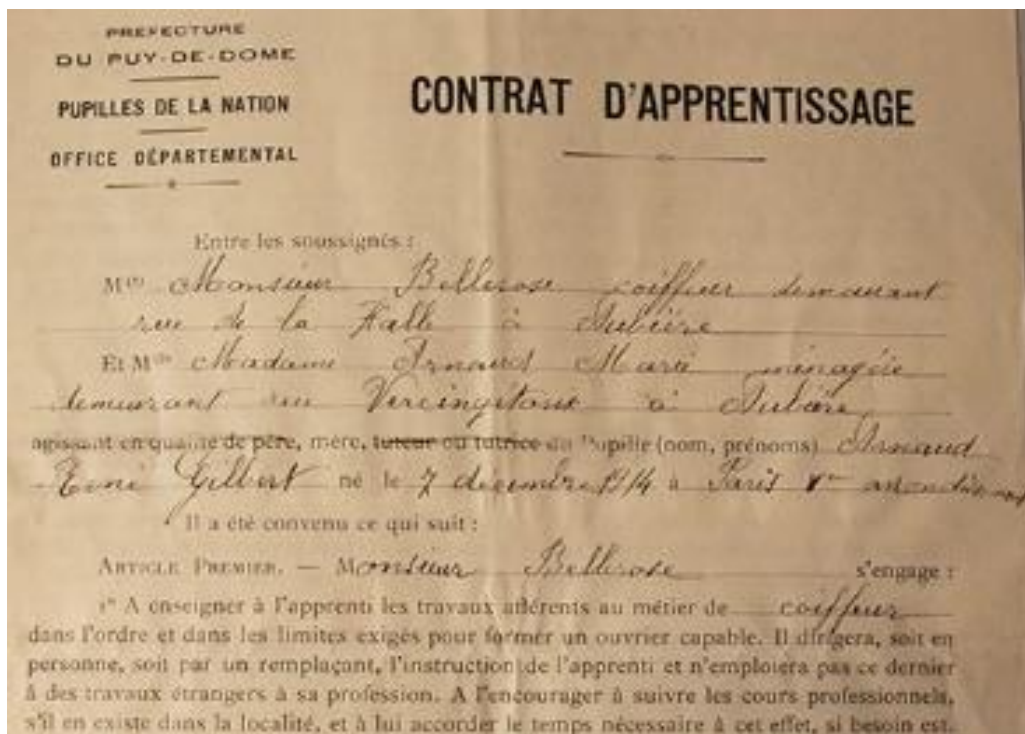 PRÉFECTURE
DU PUY-DE-DOME
PUPILLES DE LA NATION
OFFICE DÉPARTEMENTAL
CONTRAT D'APPRENTISSAGE
Entre les soussignés :
M(1) Monsieur Bellerose coiffeur demeurant
rue de la Halle à Aubière
Et M Madame Arnaud Marie ménagère
demeurant rue Vercingétorix à Aubière
agissant en qualité de père, mère, tuteur ou tutrice du Pupille (nom, prénoms) Arnaud
René Gilbert né le 7 décembre 1914 à Paris arrondissement
Il a été convenu ce qui suit :
ARTICLE PREMIER. — Monsieur Bellerose s'engage :
1° A enseigner à l'apprenti les travaux afférents au métier de coiffeur
dans l'ordre et dans les limites exigés pour former un ouvrier capable. Il dirigera, soit en
personne, soit par un remplaçant, l'instruction de l'apprenti et n'emploiera pas ce dernier
à des travaux étrangers à sa profession. A l'encourager à suivre les cours professionnels,
s'il en existe dans la localité, et à lui accorder le temps nécessaire à cet effet, si besoin est.